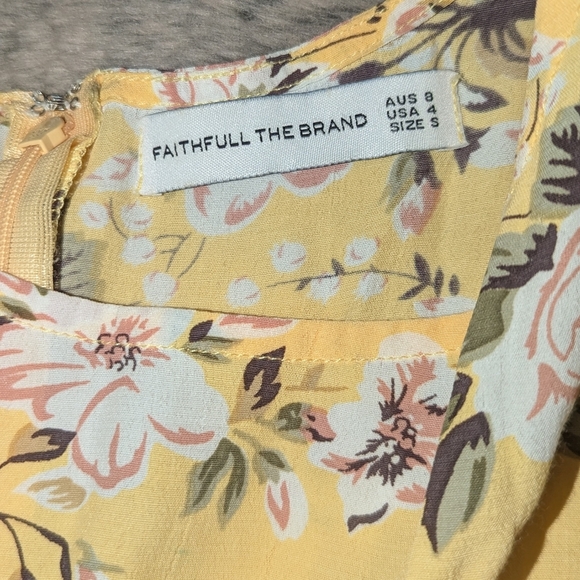 FAITHFULL THE BRAND
AUS 8
USA 4
SIZE S